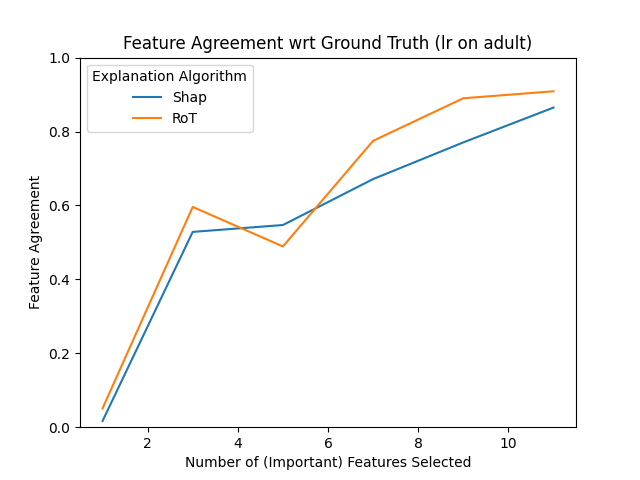 Feature Agreement wrt Ground Truth (lr on adult)
Explanation Algorithm
Shap
RoT
1.0
0.8
0.6
0.4
0.2
0.0
Feature Agreement
2 4 6 8 10
Number of (Important) Features Selected